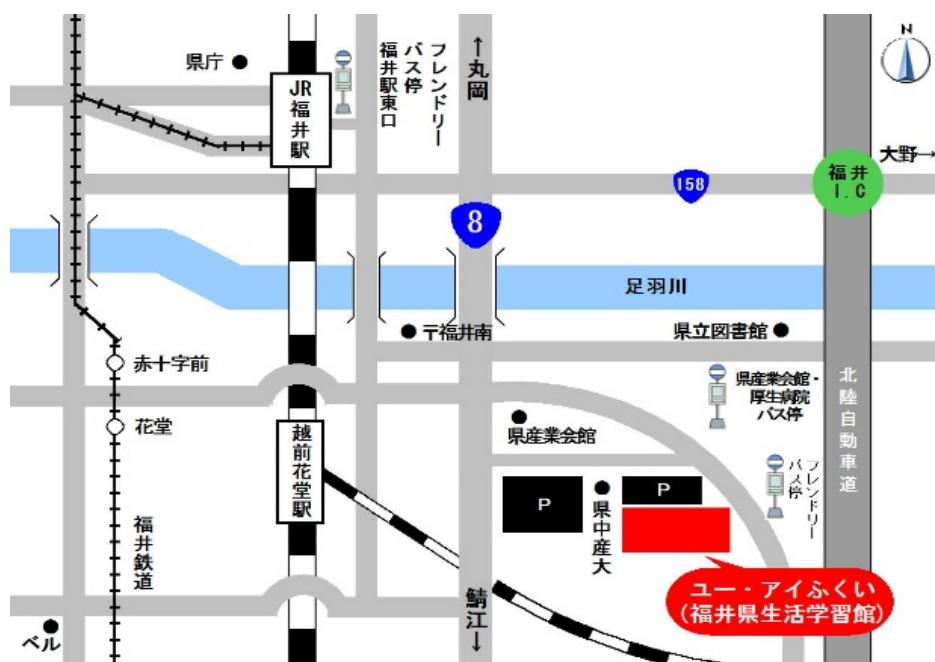 N
県庁
JR福井駅
フレンドリー
バス停
福井駅東口
↑丸岡
大野→
福井
I.C
158
8
足羽川
〒福井南
県立図書館
赤十字前
県産業会館・
厚生病院
バス停
北陸自動車道
花堂
越前花堂駅
県産業会館
フレンドリー
バス停
P
県中産大
P
福井鉄道
ユー・アイふくい
(福井県生活学習館)
鯖江↓
ベル